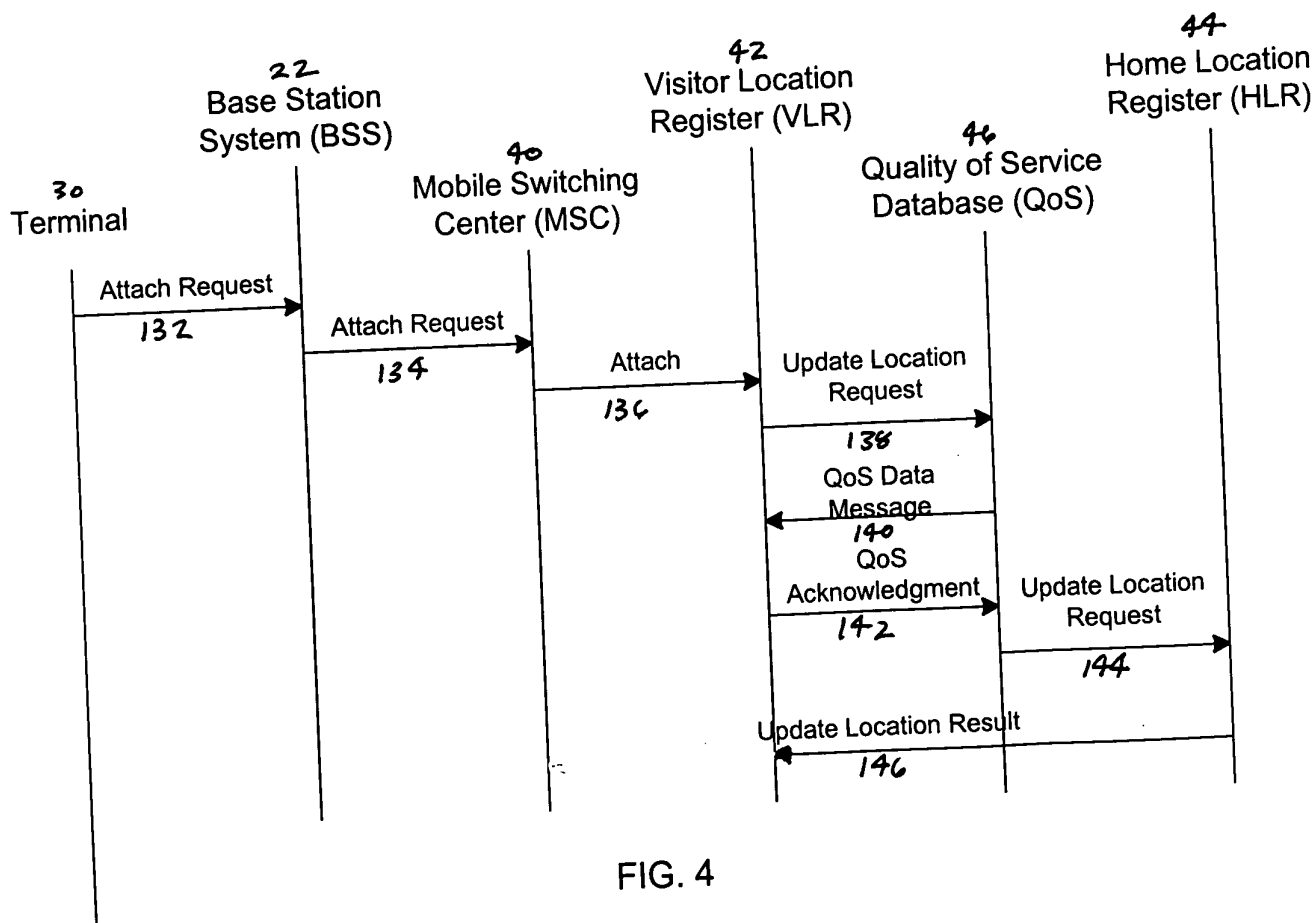 30
Terminal
22
Base Station
System (BSS)
40
Mobile Switching
Center (MSC)
42
Visitor Location
Register (VLR)
46
Quality of Service
Database (QoS)
44
Home Location
Register (HLR)
Attach Request
132
Attach Request
134
Attach
136
Update Location
Request
138
QoS Data
Message
140
QoS
Acknowledgment
142
Update Location
Request
144
Update Location Result
146
FIG. 4